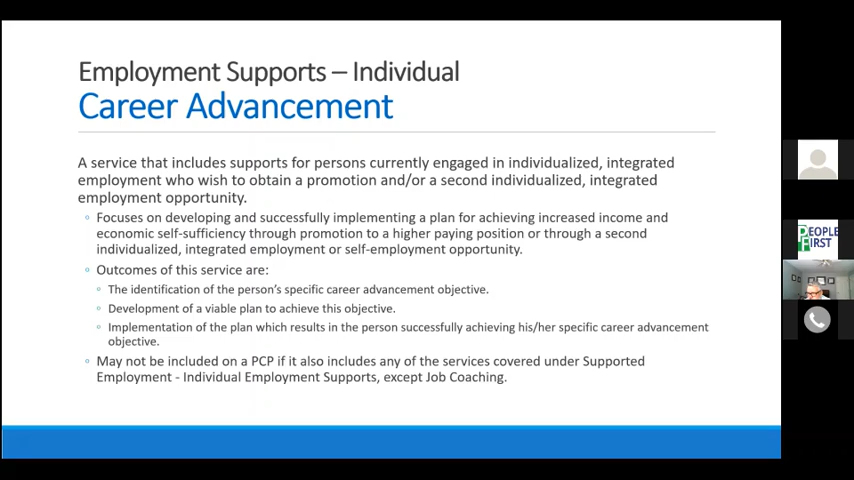 Employment Supports – Individual
Career Advancement
A service that includes supports for persons currently engaged in individualized, integrated
employment who wish to obtain a promotion and/or a second individualized, integrated
employment opportunity.
◦ Focuses on developing and successfully implementing a plan for achieving increased income and
economic self-sufficiency through promotion to a higher paying position or through a second
individualized, integrated employment or self-employment opportunity.
◦ Outcomes of this service are:
◦ The identification of the person's specific career advancement objective.
◦ Development of a viable plan to achieve this objective.
◦ Implementation of the plan which results in the person successfully achieving his/her specific career advancement
objective.
◦ May not be included on a PCP if it also includes any of the services covered under Supported
Employment - Individual Employment Supports, except Job Coaching.
PEOPLE
FIRST